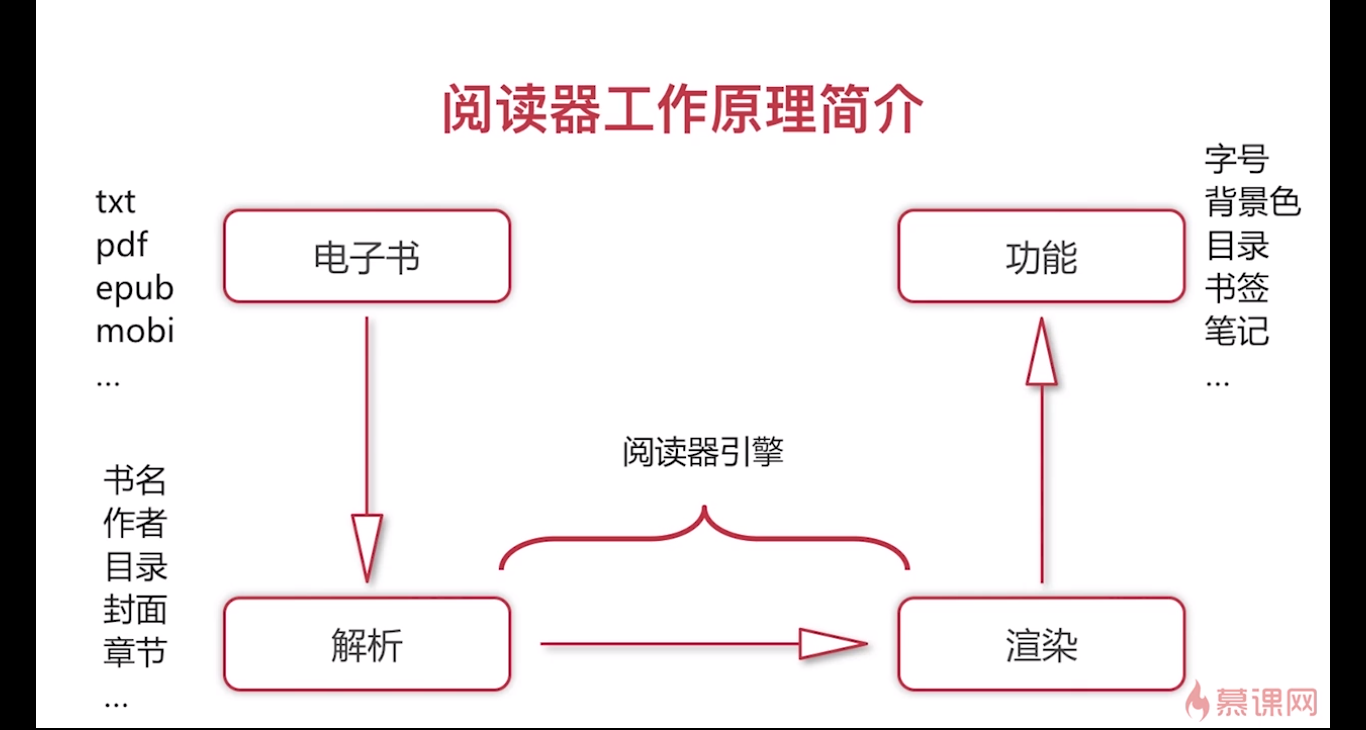 阅读器工作原理简介
txt
pdf
epub
mobi
...
电子书
功能
字号
背景色
目录
书签
笔记
...
阅读器引擎
书名
作者
目录
封面
章节
...
解析
渲染
慕课网